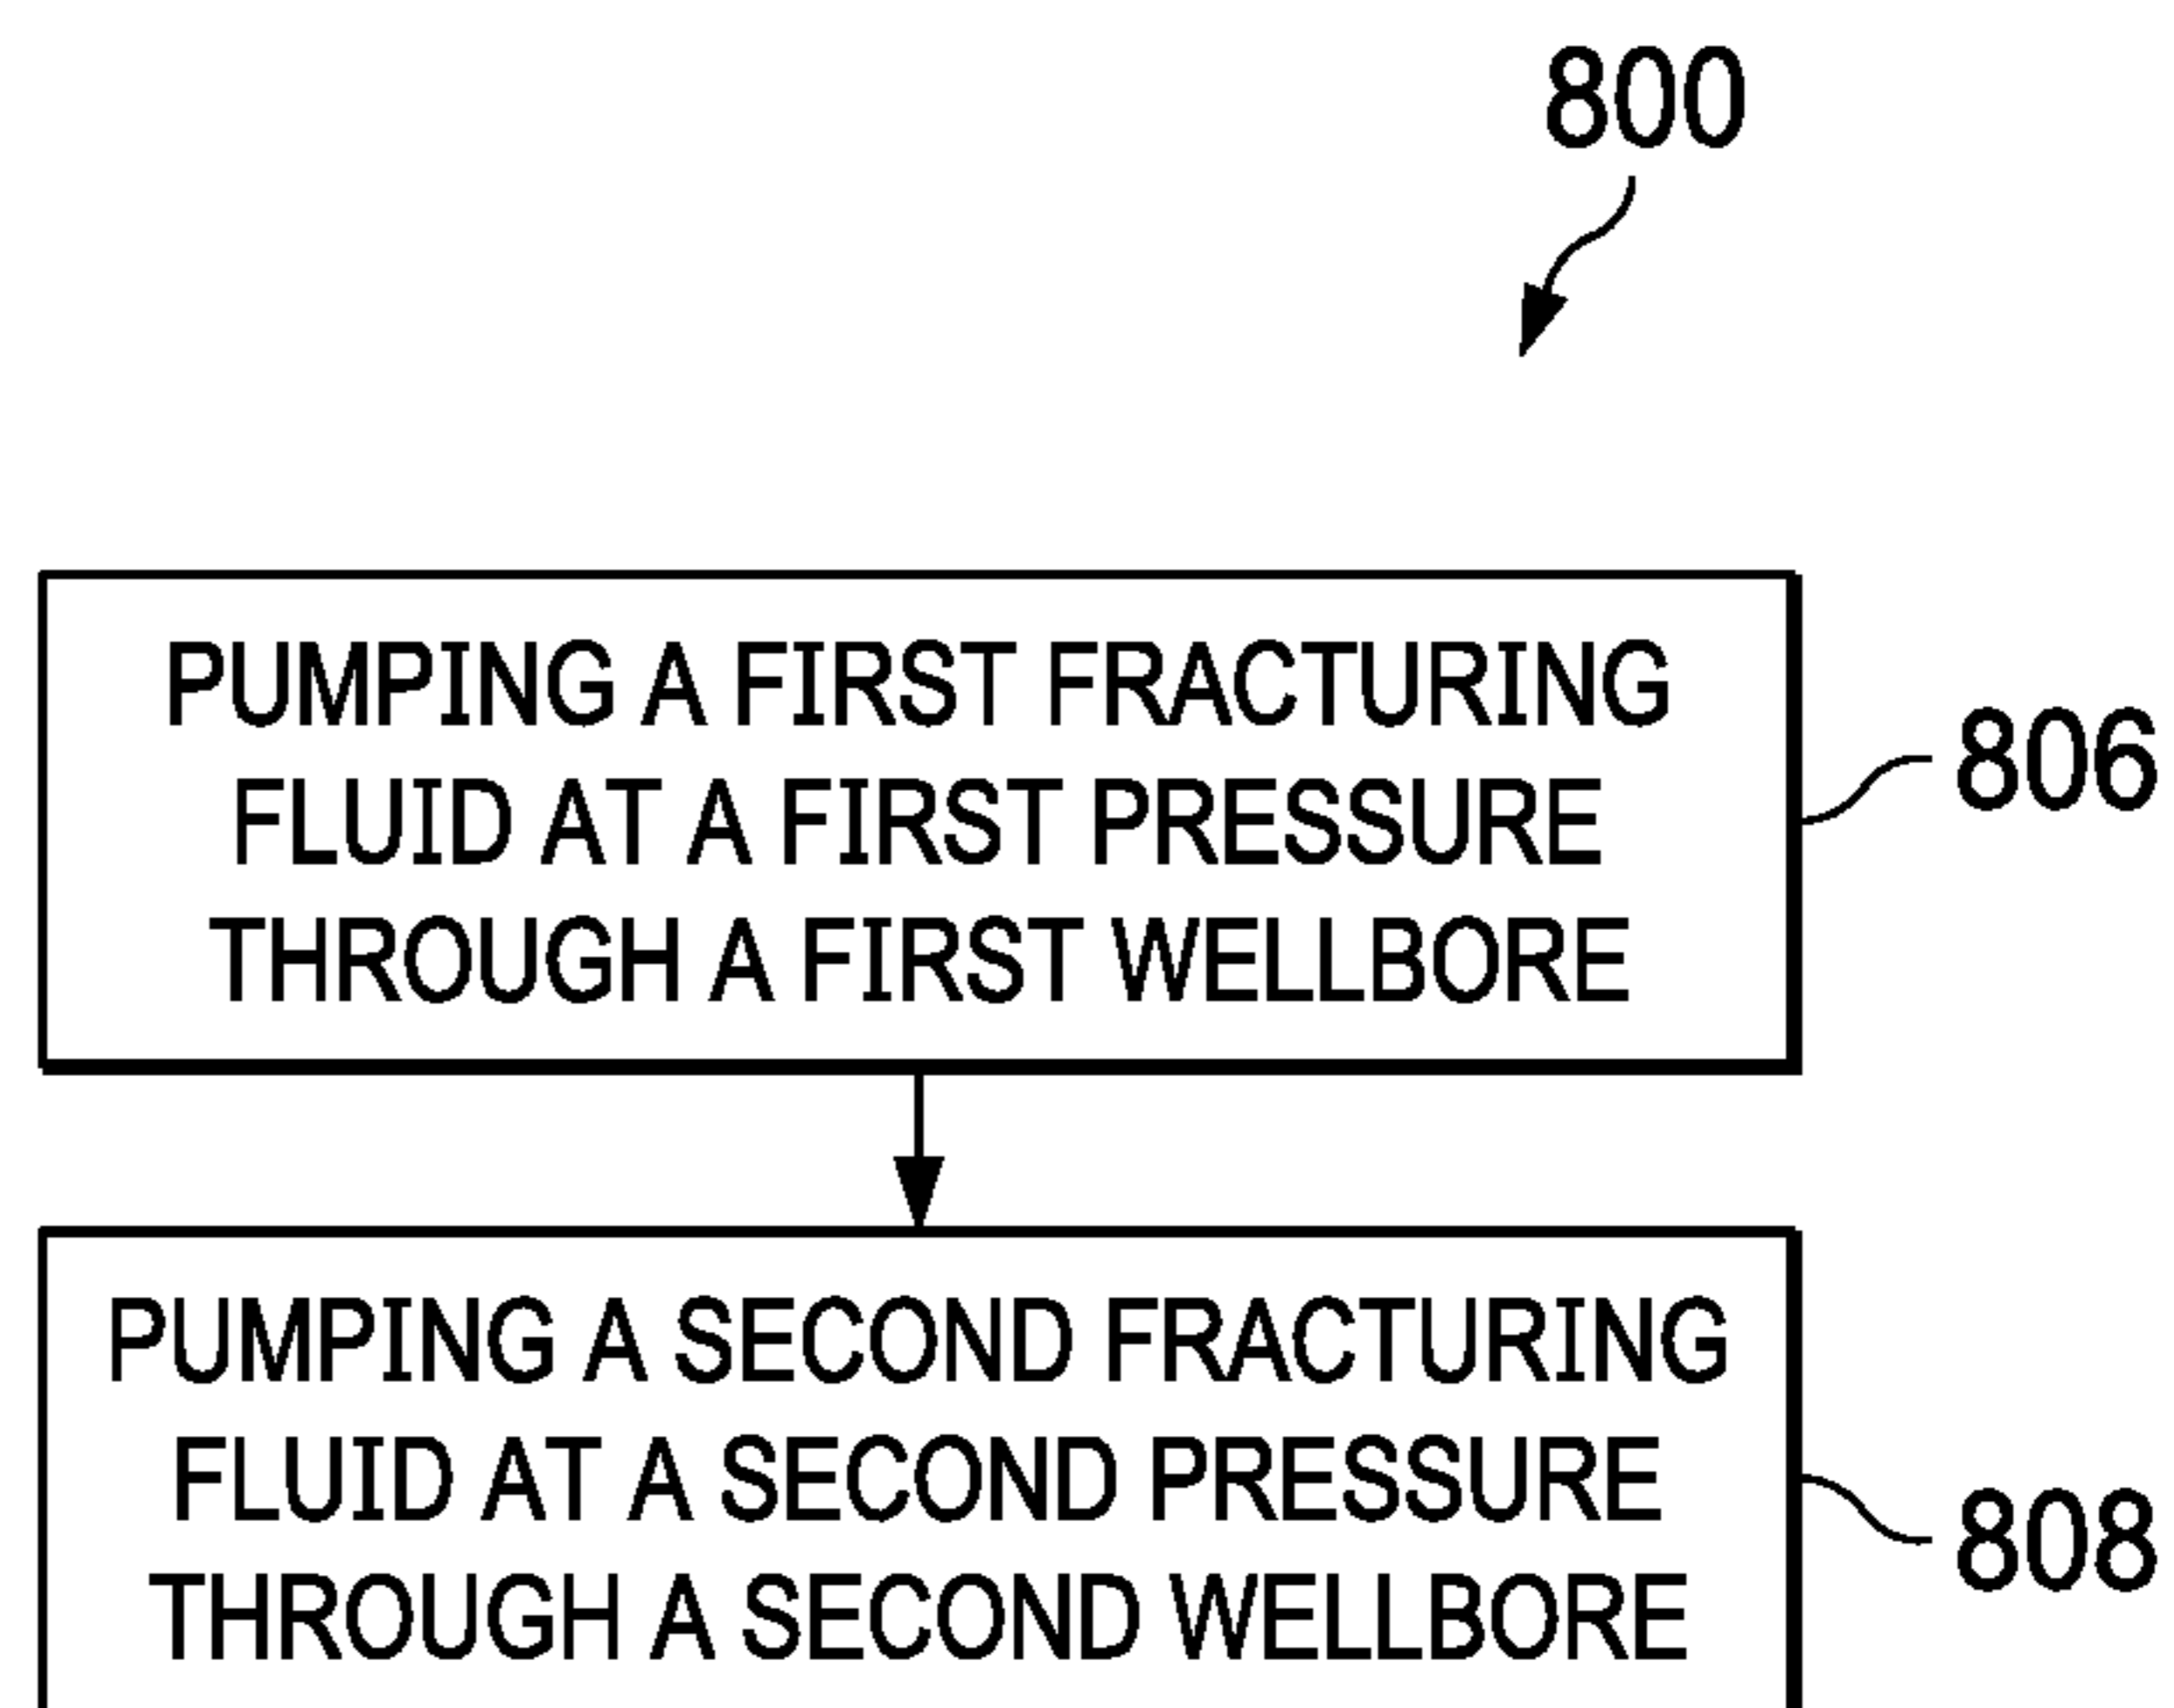 800
PUMPING A FIRST FRACTURING
FLUID AT A FIRST PRESSURE
THROUGH A FIRST WELLBORE
806
PUMPING A SECOND FRACTURING
FLUID AT A SECOND PRESSURE
THROUGH A SECOND WELLBORE
808